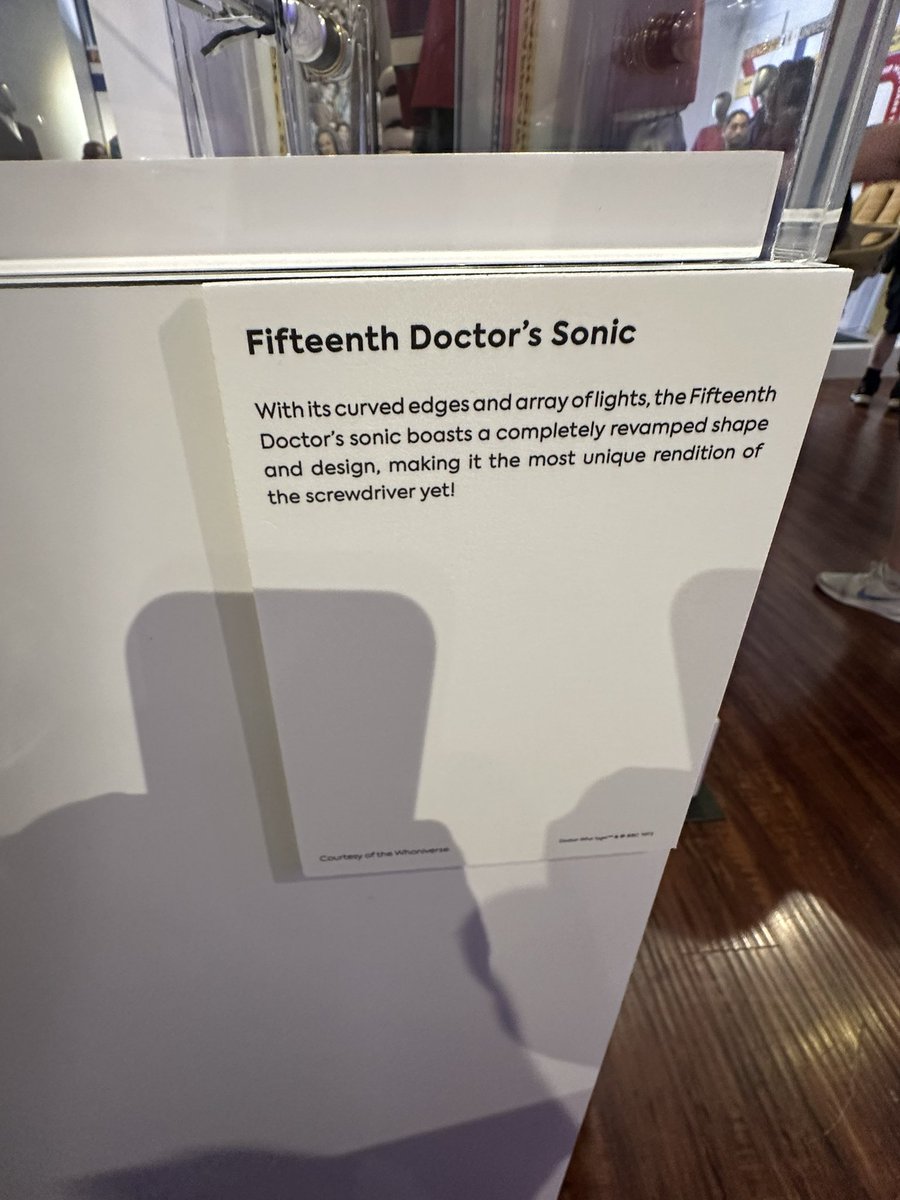 Fifteenth Doctor's Sonic
With its curved edges and array of lights, the Fifteenth
Doctor's sonic boasts a completely revamped shape
and design, making it the most unique rendition of
the screwdriver yet!
Courtesy of the Whoniverse